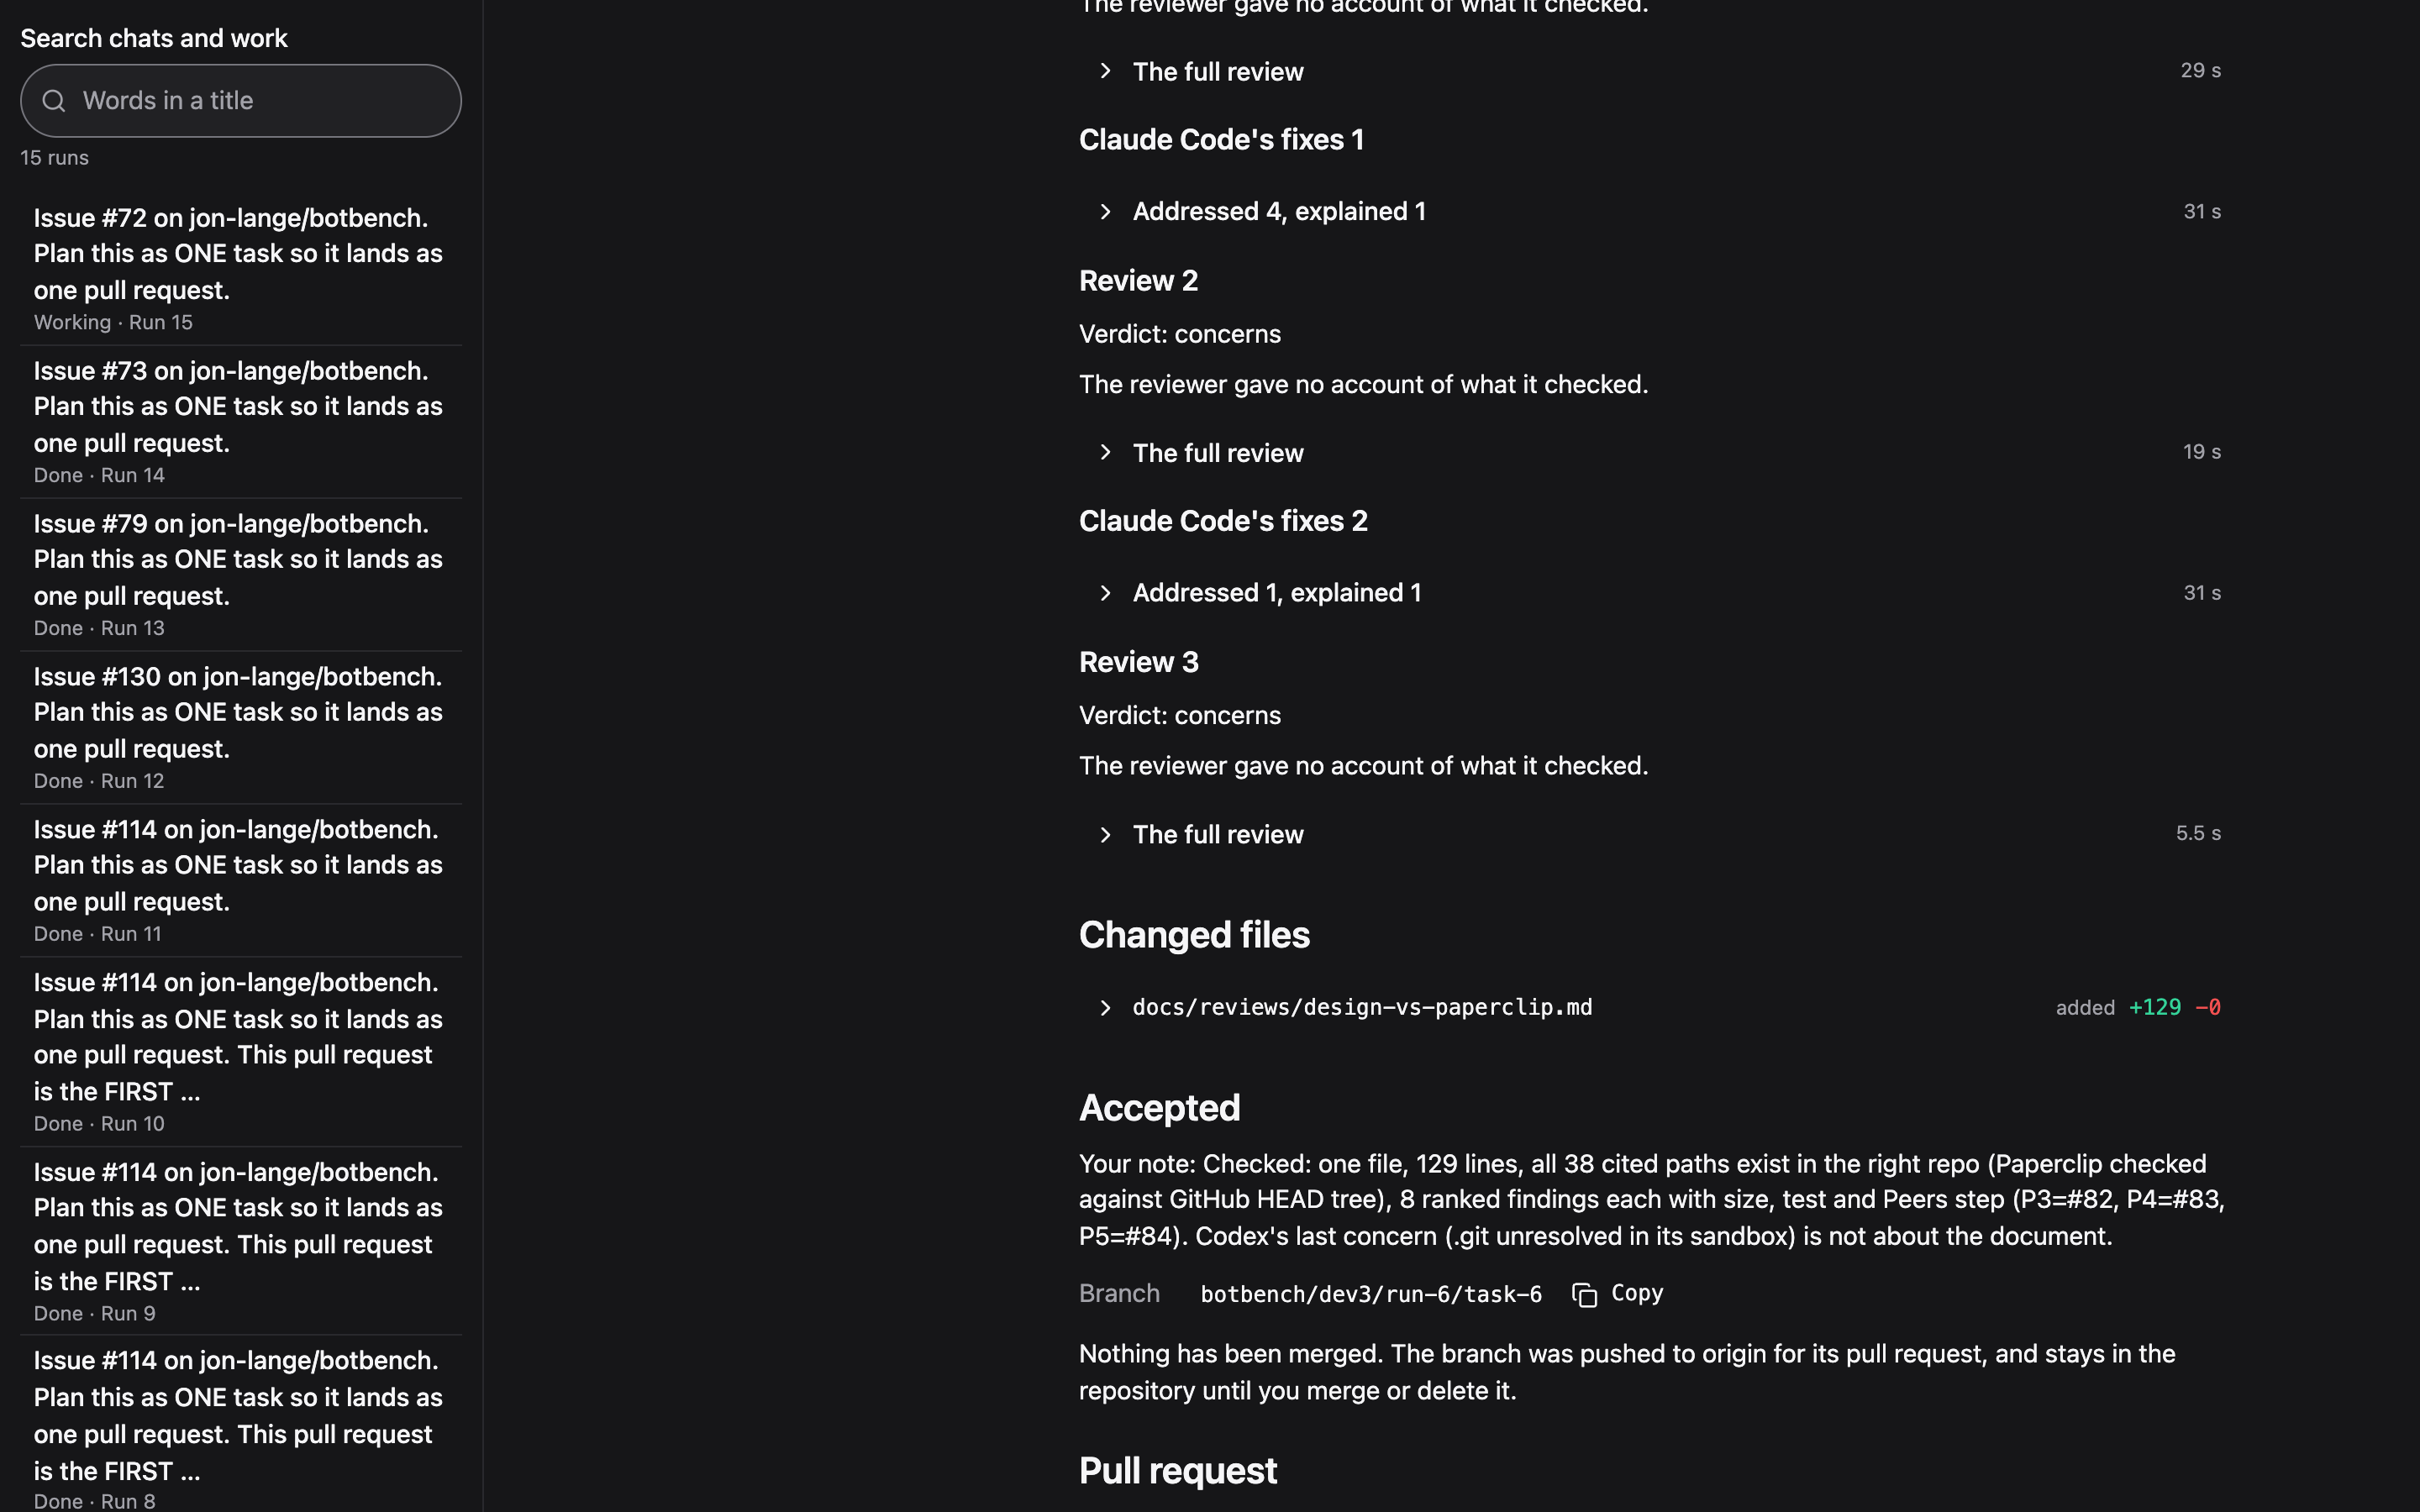 Search chats and work
Words in a title
15 runs
Issue #72 on jon-lange/botbench.
Plan this as ONE task so it lands as
one pull request.
Working · Run 15
Issue #73 on jon-lange/botbench.
Plan this as ONE task so it lands as
one pull request.
Done · Run 14
Issue #79 on jon-lange/botbench.
Plan this as ONE task so it lands as
one pull request.
Done · Run 13
Issue #130 on jon-lange/botbench.
Plan this as ONE task so it lands as
one pull request.
Done · Run 12
Issue #114 on jon-lange/botbench.
Plan this as ONE task so it lands as
one pull request.
Done · Run 11
Issue #114 on jon-lange/botbench.
Plan this as ONE task so it lands as
one pull request. This pull request
is the FIRST ...
Done · Run 10
Issue #114 on jon-lange/botbench.
Plan this as ONE task so it lands as
one pull request. This pull request
is the FIRST ...
Done · Run 9
Issue #114 on jon-lange/botbench.
Plan this as ONE task so it lands as
one pull request. This pull request
is the FIRST ...
Done · Run 8
The reviewer gave no account of what it checked.
The full review 29 s
Claude Code's fixes 1
Addressed 4, explained 1 31 s
Review 2
Verdict: concerns
The reviewer gave no account of what it checked.
The full review 19 s
Claude Code's fixes 2
Addressed 1, explained 1 31 s
Review 3
Verdict: concerns
The reviewer gave no account of what it checked.
The full review 5.5 s
Changed files
docs/reviews/design-vs-paperclip.md added +129 −0
Accepted
Your note: Checked: one file, 129 lines, all 38 cited paths exist in the right repo (Paperclip checked
against GitHub HEAD tree), 8 ranked findings each with size, test and Peers step (P3=#82, P4=#83,
P5=#84). Codex's last concern (.git unresolved in its sandbox) is not about the document.
Branch botbench/dev3/run-6/task-6 Copy
Nothing has been merged. The branch was pushed to origin for its pull request, and stays in the
repository until you merge or delete it.
Pull request